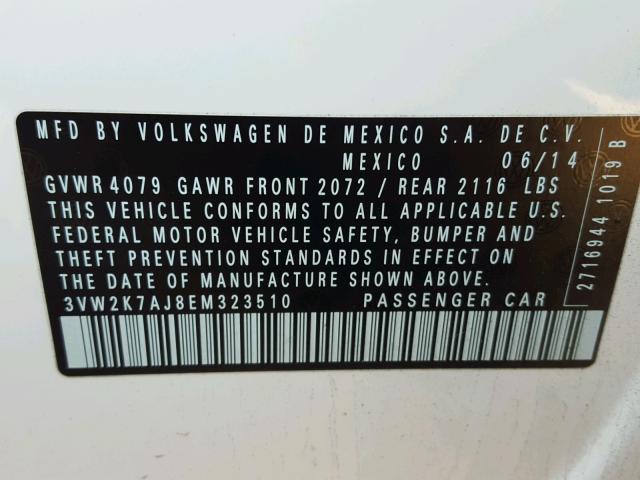 MFD BY VOLKSWAGEN DE MEXICO S.A. DE C.V.
MEXICO 06/14
GVWR 4079 GAWR FRONT 2072 / REAR 2116 LBS
THIS VEHICLE CONFORMS TO ALL APPLICABLE U.S.
FEDERAL MOTOR VEHICLE SAFETY, BUMPER AND
THEFT PREVENTION STANDARDS IN EFFECT ON
THE DATE OF MANUFACTURE SHOWN ABOVE.
3VW2K7AJ8EM323510 PASSENGER CAR
2716944 1019 B